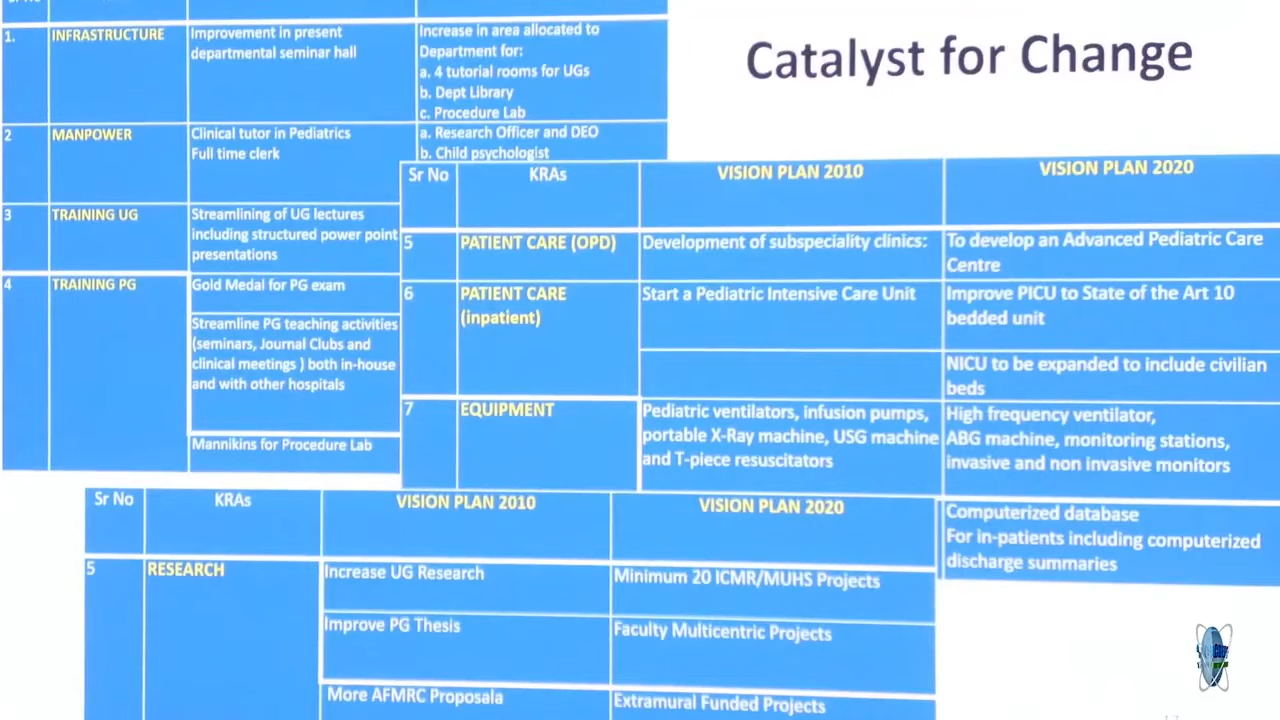 Catalyst for Change
1. INFRASTRUCTURE
Improvement in present
departmental seminar hall
Increase in area allocated to
Department for:
a. 4 tutorial rooms for UGs
b. Dept Library
c. Procedure Lab
2 MANPOWER
Clinical tutor in Pediatrics
Full time clerk
a. Research Officer and DEO
b. Child psychologist
3 TRAINING UG
Streamlining of UG lectures
including structured power point
presentations
4 TRAINING PG
Gold Medal for PG exam
Streamline PG teaching activities
(seminars, Journal Clubs and
clinical meetings ) both in-house
and with other hospitals
Mannikins for Procedure Lab
Sr No KRAs VISION PLAN 2010 VISION PLAN 2020
5 PATIENT CARE (OPD)
Development of subspeciality clinics:
To develop an Advanced Pediatric Care
Centre
6 PATIENT CARE
(inpatient)
Start a Pediatric Intensive Care Unit
Improve PICU to State of the Art 10
bedded unit
NICU to be expanded to include civilian
beds
7 EQUIPMENT
Pediatric ventilators, infusion pumps,
portable X-Ray machine, USG machine
and T-piece resuscitators
High frequency ventilator,
ABG machine, monitoring stations,
invasive and non invasive monitors
Computerized database
For in-patients including computerized
discharge summaries
Sr No KRAs VISION PLAN 2010 VISION PLAN 2020
5 RESEARCH
Increase UG Research
Minimum 20 ICMR/MUHS Projects
Improve PG Thesis
Faculty Multicentric Projects
More AFMRC Proposala
Extramural Funded Projects